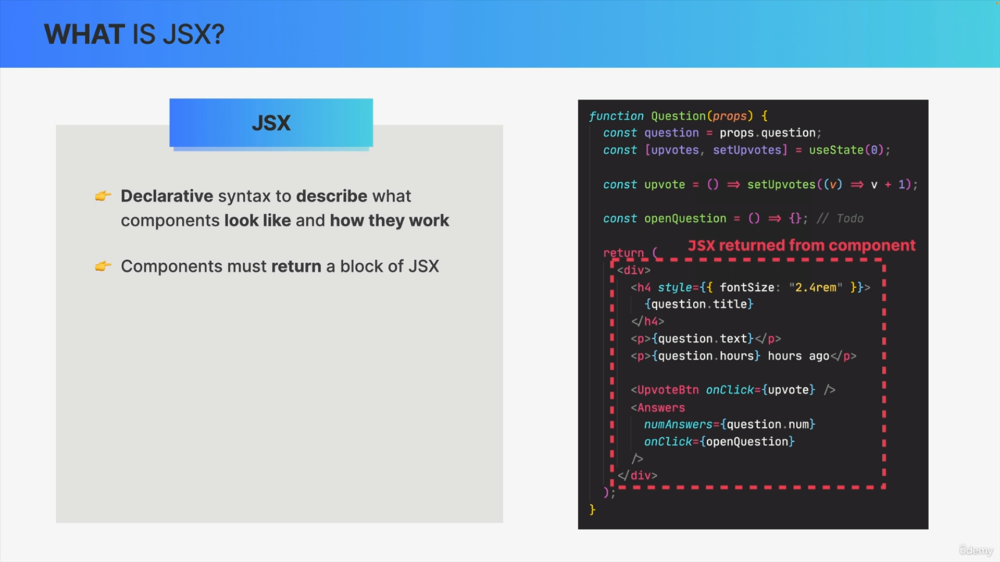 WHAT IS JSX?
JSX
👉 Declarative syntax to describe what
components look like and how they work
👉 Components must return a block of JSX
function Question(props) {
  const question = props.question;
  const [upvotes, setUpvotes] = useState(0);

  const upvote = () => setUpvotes((v) => v + 1);

  const openQuestion = () => {}; // Todo

JSX returned from component
  return (
    <div>
      <h4 style={{ fontSize: "2.4rem" }}>
        {question.title}
      </h4>
      <p>{question.text}</p>
      <p>{question.hours} hours ago</p>

      <UpvoteBtn onClick={upvote} />
      <Answers
        numAnswers={question.num}
        onClick={openQuestion}
      />
    </div>
  );
}
ûdemy